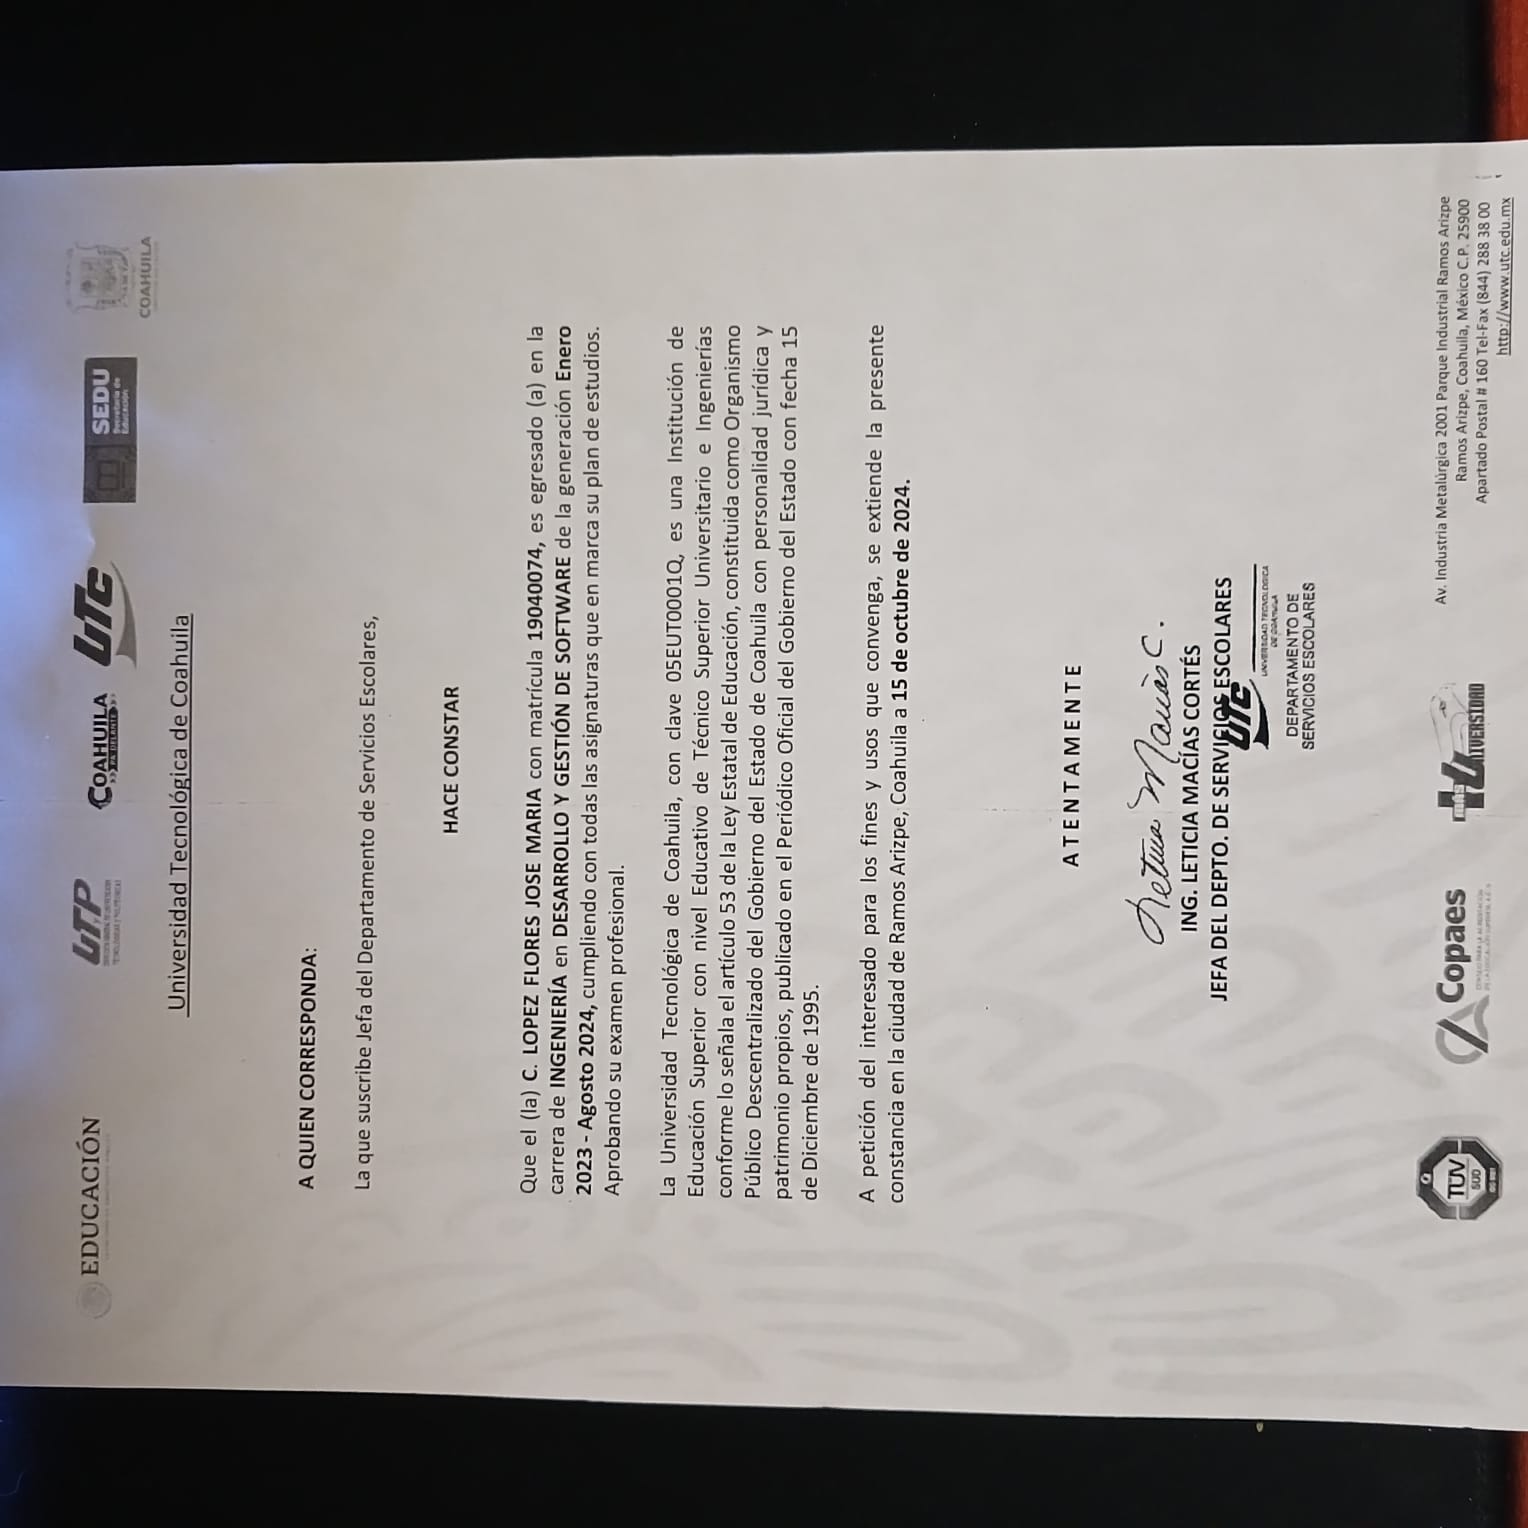 EDUCACIÓN
UTP
COAHUILA
PA' DELANTE
UTC
SEDU
Secretaría de
Educación
COAHUILA
Universidad Tecnológica de Coahuila
A QUIEN CORRESPONDA:
La que suscribe Jefa del Departamento de Servicios Escolares,
HACE CONSTAR
Que el (la) C. LOPEZ FLORES JOSE MARIA con matrícula 19040074, es egresado (a) en la
carrera de INGENIERÍA en DESARROLLO Y GESTIÓN DE SOFTWARE de la generación Enero
2023 - Agosto 2024, cumpliendo con todas las asignaturas que en marca su plan de estudios.
Aprobando su examen profesional.
La Universidad Tecnológica de Coahuila, con clave 05EUT0001Q, es una Institución de
Educación Superior con nivel Educativo de Técnico Superior Universitario e Ingenierías
conforme lo señala el artículo 53 de la Ley Estatal de Educación, constituida como Organismo
Público Descentralizado del Gobierno del Estado de Coahuila con personalidad jurídica y
patrimonio propios, publicado en el Periódico Oficial del Gobierno del Estado con fecha 15
de Diciembre de 1995.
A petición del interesado para los fines y usos que convenga, se extiende la presente
constancia en la ciudad de Ramos Arizpe, Coahuila a 15 de octubre de 2024.
ATENTAMENTE
Leticia Macías C.
ING. LETICIA MACÍAS CORTÉS
JEFA DEL DEPTO. DE SERVICIOS ESCOLARES
UTC
UNIVERSIDAD TECNOLOGICA
DE COAHUILA
DEPARTAMENTO DE
SERVICIOS ESCOLARES
TÜV
SÜD
Copaes
más
UNIVERSIDAD
Av. Industria Metalúrgica 2001 Parque Industrial Ramos Arizpe
Ramos Arizpe, Coahuila, México C.P. 25900
Apartado Postal # 160 Tel-Fax (844) 288 38 00
http://www.utc.edu.mx